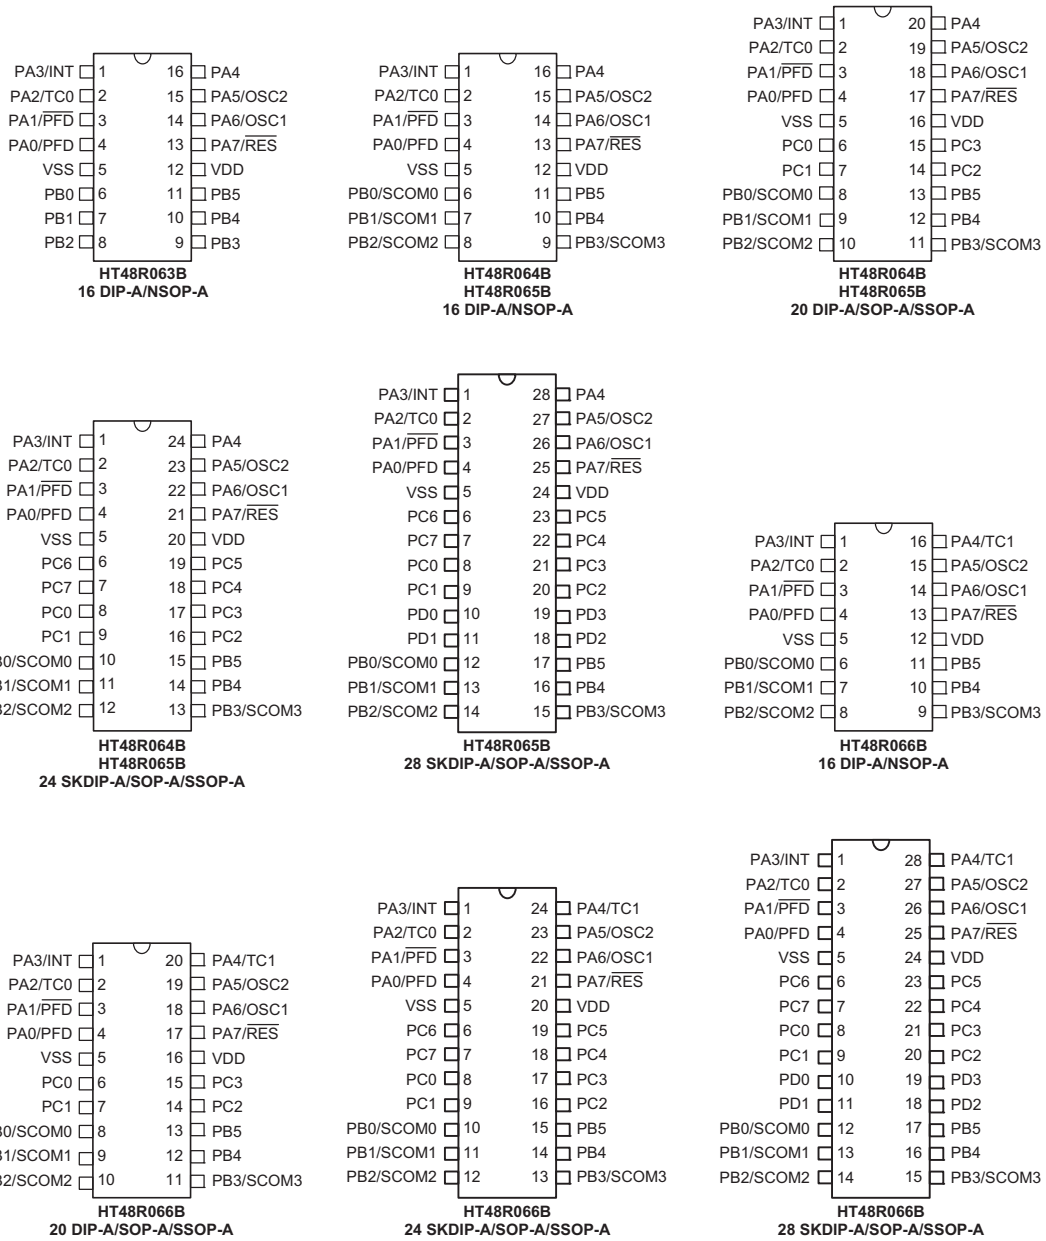 PA3/INT 1 16 PA4
PA2/TC0 2 15 PA5/OSC2
PA1/PFD 3 14 PA6/OSC1
PA0/PFD 4 13 PA7/RES
VSS 5 12 VDD
PB0 6 11 PB5
PB1 7 10 PB4
PB2 8 9 PB3
HT48R063B
16 DIP-A/NSOP-A
PA3/INT 1 16 PA4
PA2/TC0 2 15 PA5/OSC2
PA1/PFD 3 14 PA6/OSC1
PA0/PFD 4 13 PA7/RES
VSS 5 12 VDD
PB0/SCOM0 6 11 PB5
PB1/SCOM1 7 10 PB4
PB2/SCOM2 8 9 PB3/SCOM3
HT48R064B
HT48R065B
16 DIP-A/NSOP-A
PA3/INT 1 20 PA4
PA2/TC0 2 19 PA5/OSC2
PA1/PFD 3 18 PA6/OSC1
PA0/PFD 4 17 PA7/RES
VSS 5 16 VDD
PC0 6 15 PC3
PC1 7 14 PC2
PB0/SCOM0 8 13 PB5
PB1/SCOM1 9 12 PB4
PB2/SCOM2 10 11 PB3/SCOM3
HT48R064B
HT48R065B
20 DIP-A/SOP-A/SSOP-A
PA3/INT 1 24 PA4
PA2/TC0 2 23 PA5/OSC2
PA1/PFD 3 22 PA6/OSC1
PA0/PFD 4 21 PA7/RES
VSS 5 20 VDD
PC6 6 19 PC5
PC7 7 18 PC4
PC0 8 17 PC3
PC1 9 16 PC2
0/SCOM0 10 15 PB5
1/SCOM1 11 14 PB4
2/SCOM2 12 13 PB3/SCOM3
HT48R064B
HT48R065B
24 SKDIP-A/SOP-A/SSOP-A
PA3/INT 1 28 PA4
PA2/TC0 2 27 PA5/OSC2
PA1/PFD 3 26 PA6/OSC1
PA0/PFD 4 25 PA7/RES
VSS 5 24 VDD
PC6 6 23 PC5
PC7 7 22 PC4
PC0 8 21 PC3
PC1 9 20 PC2
PD0 10 19 PD3
PD1 11 18 PD2
PB0/SCOM0 12 17 PB5
PB1/SCOM1 13 16 PB4
PB2/SCOM2 14 15 PB3/SCOM3
HT48R065B
28 SKDIP-A/SOP-A/SSOP-A
PA3/INT 1 16 PA4/TC1
PA2/TC0 2 15 PA5/OSC2
PA1/PFD 3 14 PA6/OSC1
PA0/PFD 4 13 PA7/RES
VSS 5 12 VDD
PB0/SCOM0 6 11 PB5
PB1/SCOM1 7 10 PB4
PB2/SCOM2 8 9 PB3/SCOM3
HT48R066B
16 DIP-A/NSOP-A
PA3/INT 1 20 PA4/TC1
PA2/TC0 2 19 PA5/OSC2
PA1/PFD 3 18 PA6/OSC1
PA0/PFD 4 17 PA7/RES
VSS 5 16 VDD
PC0 6 15 PC3
PC1 7 14 PC2
0/SCOM0 8 13 PB5
1/SCOM1 9 12 PB4
2/SCOM2 10 11 PB3/SCOM3
HT48R066B
20 DIP-A/SOP-A/SSOP-A
PA3/INT 1 24 PA4/TC1
PA2/TC0 2 23 PA5/OSC2
PA1/PFD 3 22 PA6/OSC1
PA0/PFD 4 21 PA7/RES
VSS 5 20 VDD
PC6 6 19 PC5
PC7 7 18 PC4
PC0 8 17 PC3
PC1 9 16 PC2
PB0/SCOM0 10 15 PB5
PB1/SCOM1 11 14 PB4
PB2/SCOM2 12 13 PB3/SCOM3
HT48R066B
24 SKDIP-A/SOP-A/SSOP-A
PA3/INT 1 28 PA4/TC1
PA2/TC0 2 27 PA5/OSC2
PA1/PFD 3 26 PA6/OSC1
PA0/PFD 4 25 PA7/RES
VSS 5 24 VDD
PC6 6 23 PC5
PC7 7 22 PC4
PC0 8 21 PC3
PC1 9 20 PC2
PD0 10 19 PD3
PD1 11 18 PD2
PB0/SCOM0 12 17 PB5
PB1/SCOM1 13 16 PB4
PB2/SCOM2 14 15 PB3/SCOM3
HT48R066B
28 SKDIP-A/SOP-A/SSOP-A